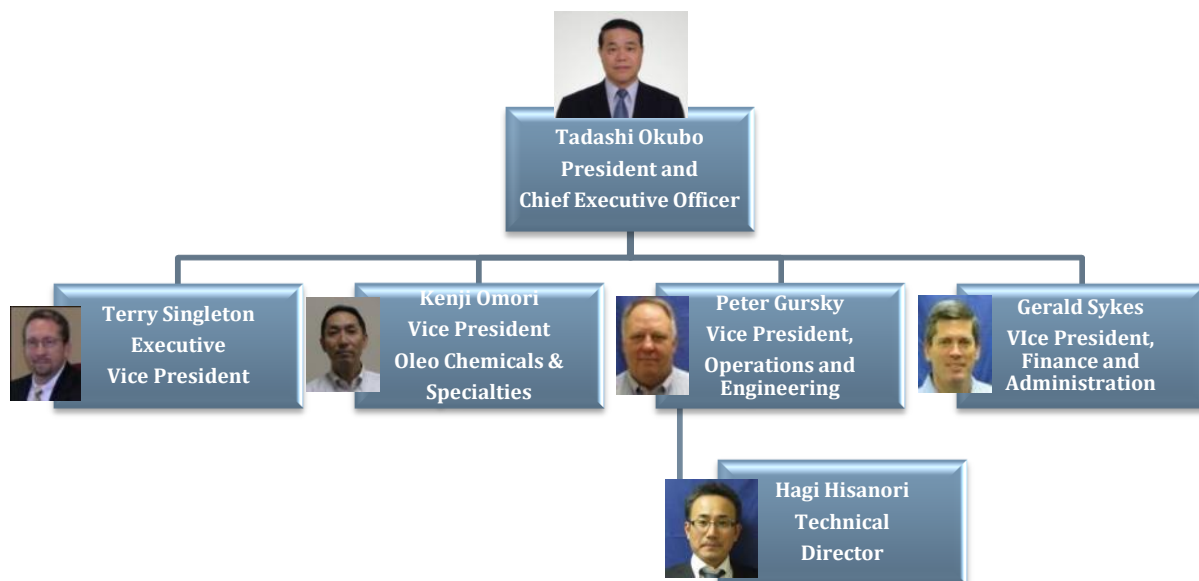 Tadashi Okubo
President and
Chief Executive Officer
Terry Singleton
Executive
Vice President
Kenji Omori
Vice President
Oleo Chemicals &
Specialties
Peter Gursky
Vice President,
Operations and
Engineering
Gerald Sykes
VIce President,
Finance and
Administration
Hagi Hisanori
Technical
Director